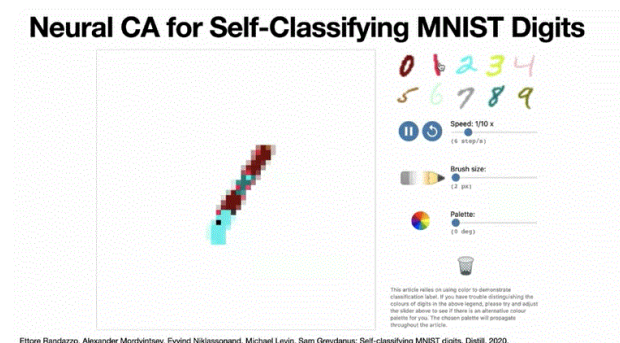 Neural CA for Self-Classifying MNIST Digits
0 1 2 3 4
5 6 7 8 9
Speed: 1/10 x
(6 step/s)
Brush size:
(2 px)
Palette:
(0 deg)
This article relies on using color to demonstrate
classification label. If you have trouble distinguishing the
colours of digits in the above legend, please try and adjust
the slider above to see if there is an alternative colour
palette for you. The chosen palette will propagate
throughout the article.
Ettore Randazzo, Alexander Mordvintsev, Eyvind Niklassonand, Michael Levin, Sam Greydanus: Self-classifying MNIST digits, Distill, 2020.